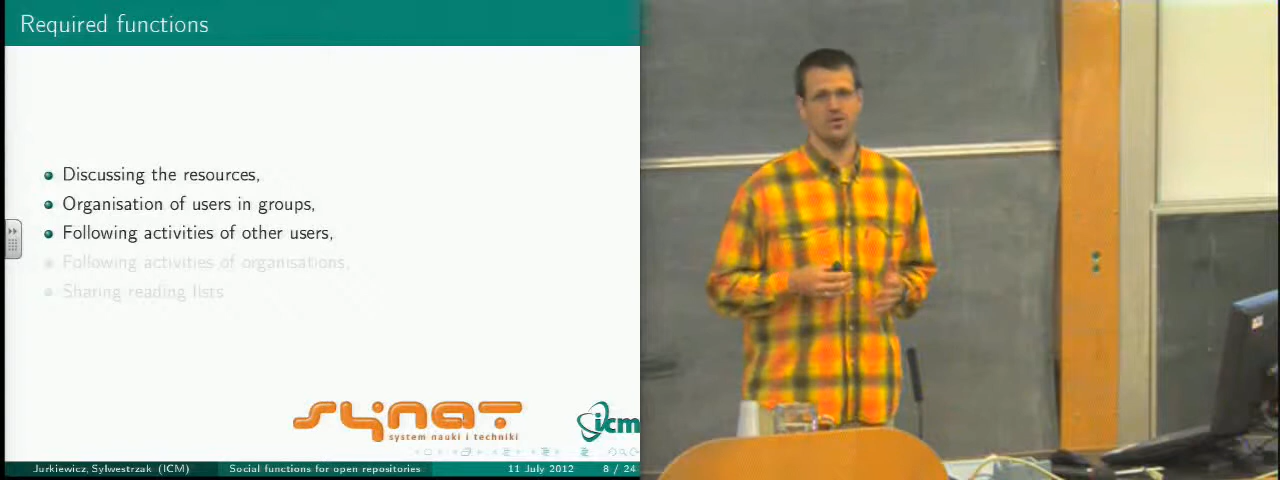 Required functions
Discussing the resources,
Organisation of users in groups,
Following activities of other users,
Following activities of organisations,
Sharing reading lists
synat
system nauki i techniki
icm
Jurkiewicz, Sylwestrzak (ICM) Social functions for open repositories 11 July 2012 8 / 24